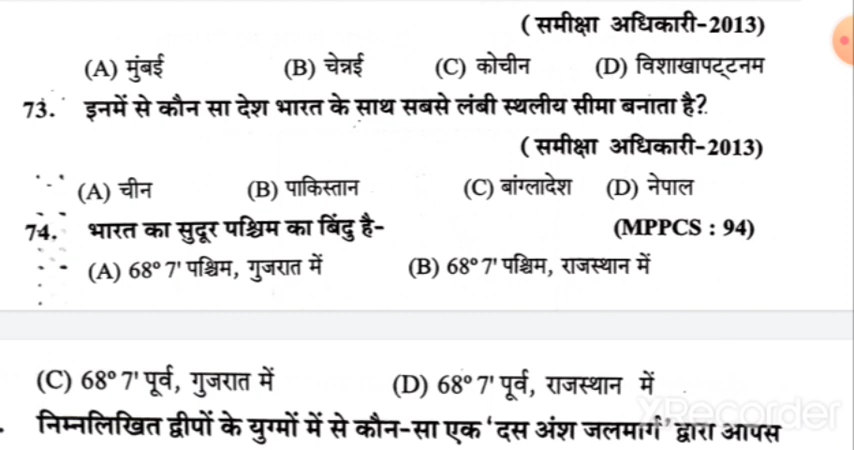 ( समीक्षा अधिकारी-2013)
(A) मुंबई (B) चेन्नई (C) कोचीन (D) विशाखापट्टनम
73. इनमें से कौन सा देश भारत के साथ सबसे लंबी स्थलीय सीमा बनाता है?
( समीक्षा अधिकारी-2013)
(A) चीन (B) पाकिस्तान (C) बांग्लादेश (D) नेपाल
74. भारत का सुदूर पश्चिम का बिंदु है- (MPPCS : 94)
(A) 68° 7' पश्चिम, गुजरात में (B) 68° 7' पश्चिम, राजस्थान में
(C) 68° 7' पूर्व, गुजरात में (D) 68° 7' पूर्व, राजस्थान में
XRecorder
निम्नलिखित द्वीपों के युग्मों में से कौन-सा एक 'दस अंश जलमार्ग' द्वारा आपस